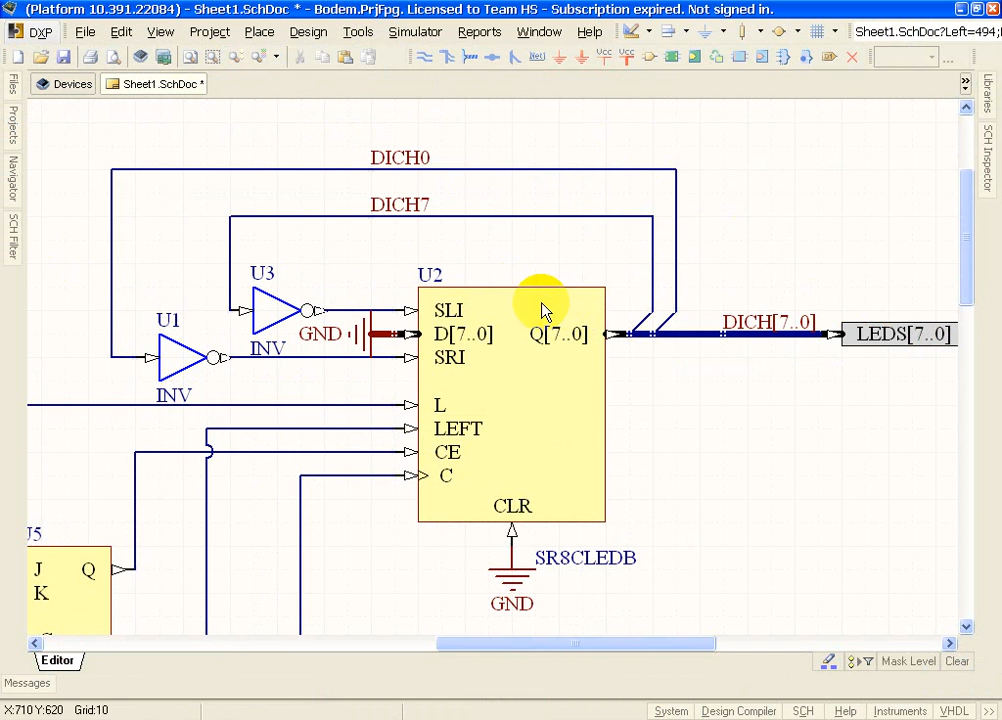 (Platform 10.391.22084) - Sheet1.SchDoc * - Bodem.PrjFpg. Licensed to Team HS - Subscription expired. Not signed in.
DXP File Edit View Project Place Design Tools Simulator Reports Window Help Sheet1.SchDoc?Left=494;
Net1 Vcc Vcc ...
Devices Sheet1.SchDoc *
Files
Projects
Navigator
SCH Filter
Libraries
SCH Inspector
DICH0
DICH7
U3
U2
SLI
DICH[7..0]
GND
D[7..0] Q[7..0]
LEDS[7..0]
U1
INV
SRI
INV
L
LEFT
CE
C
CLR
U5
SR8CLEDB
J Q
K
GND
Editor
Mask Level Clear
Messages
X:710 Y:620 Grid:10
System Design Compiler SCH Help Instruments VHDL >>